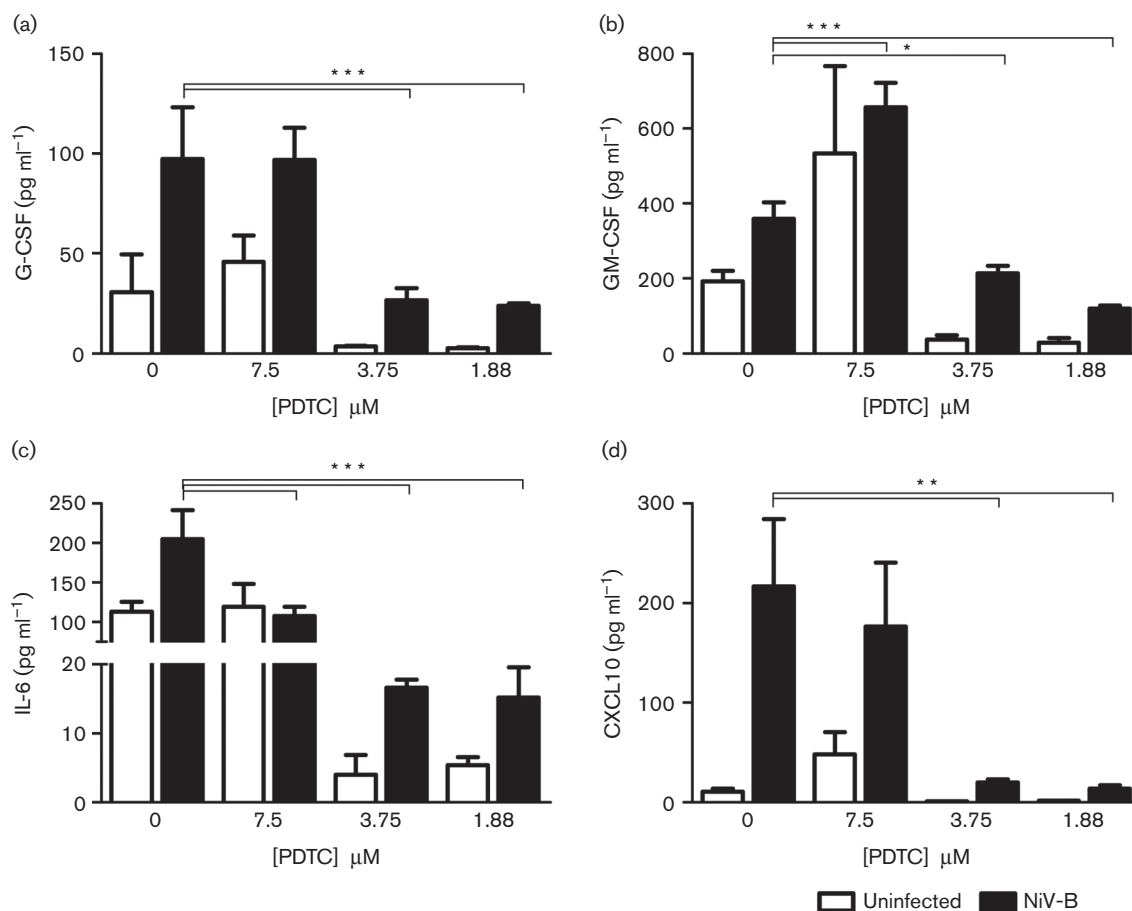 (a)
***
150
100
50
0
G-CSF (pg ml−1)
0 7.5 3.75 1.88
[PDTC] μM
(b)
***
*
800
600
400
200
0
GM-CSF (pg ml−1)
0 7.5 3.75 1.88
[PDTC] μM
(c)
***
250
200
150
100
20
10
0
IL-6 (pg ml−1)
0 7.5 3.75 1.88
[PDTC] μM
(d)
**
300
200
100
0
CXCL10 (pg ml−1)
0 7.5 3.75 1.88
[PDTC] μM
Uninfected NiV-B